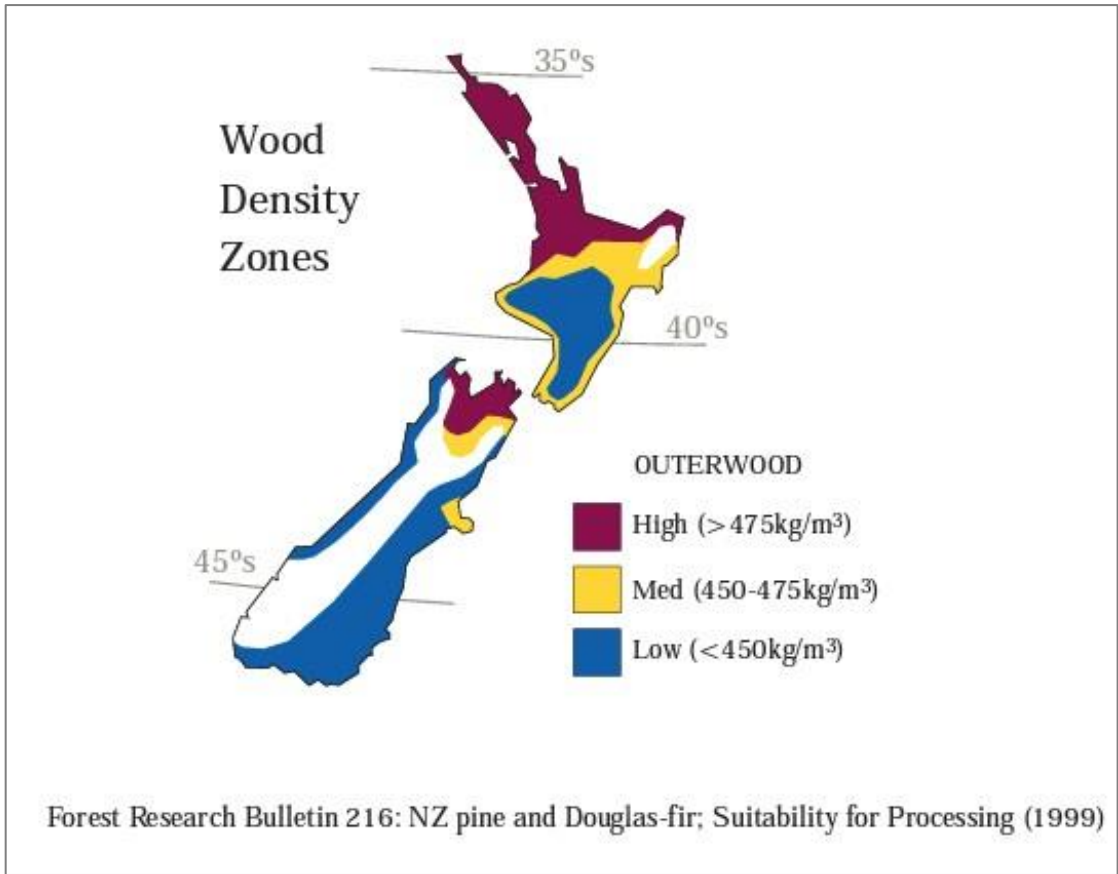 35ºs
Wood
Density
Zones
40ºs
OUTERWOOD
High (>475kg/m³)
45ºs
Med (450-475kg/m³)
Low (<450kg/m³)
Forest Research Bulletin 216: NZ pine and Douglas-fir; Suitability for Processing (1999)